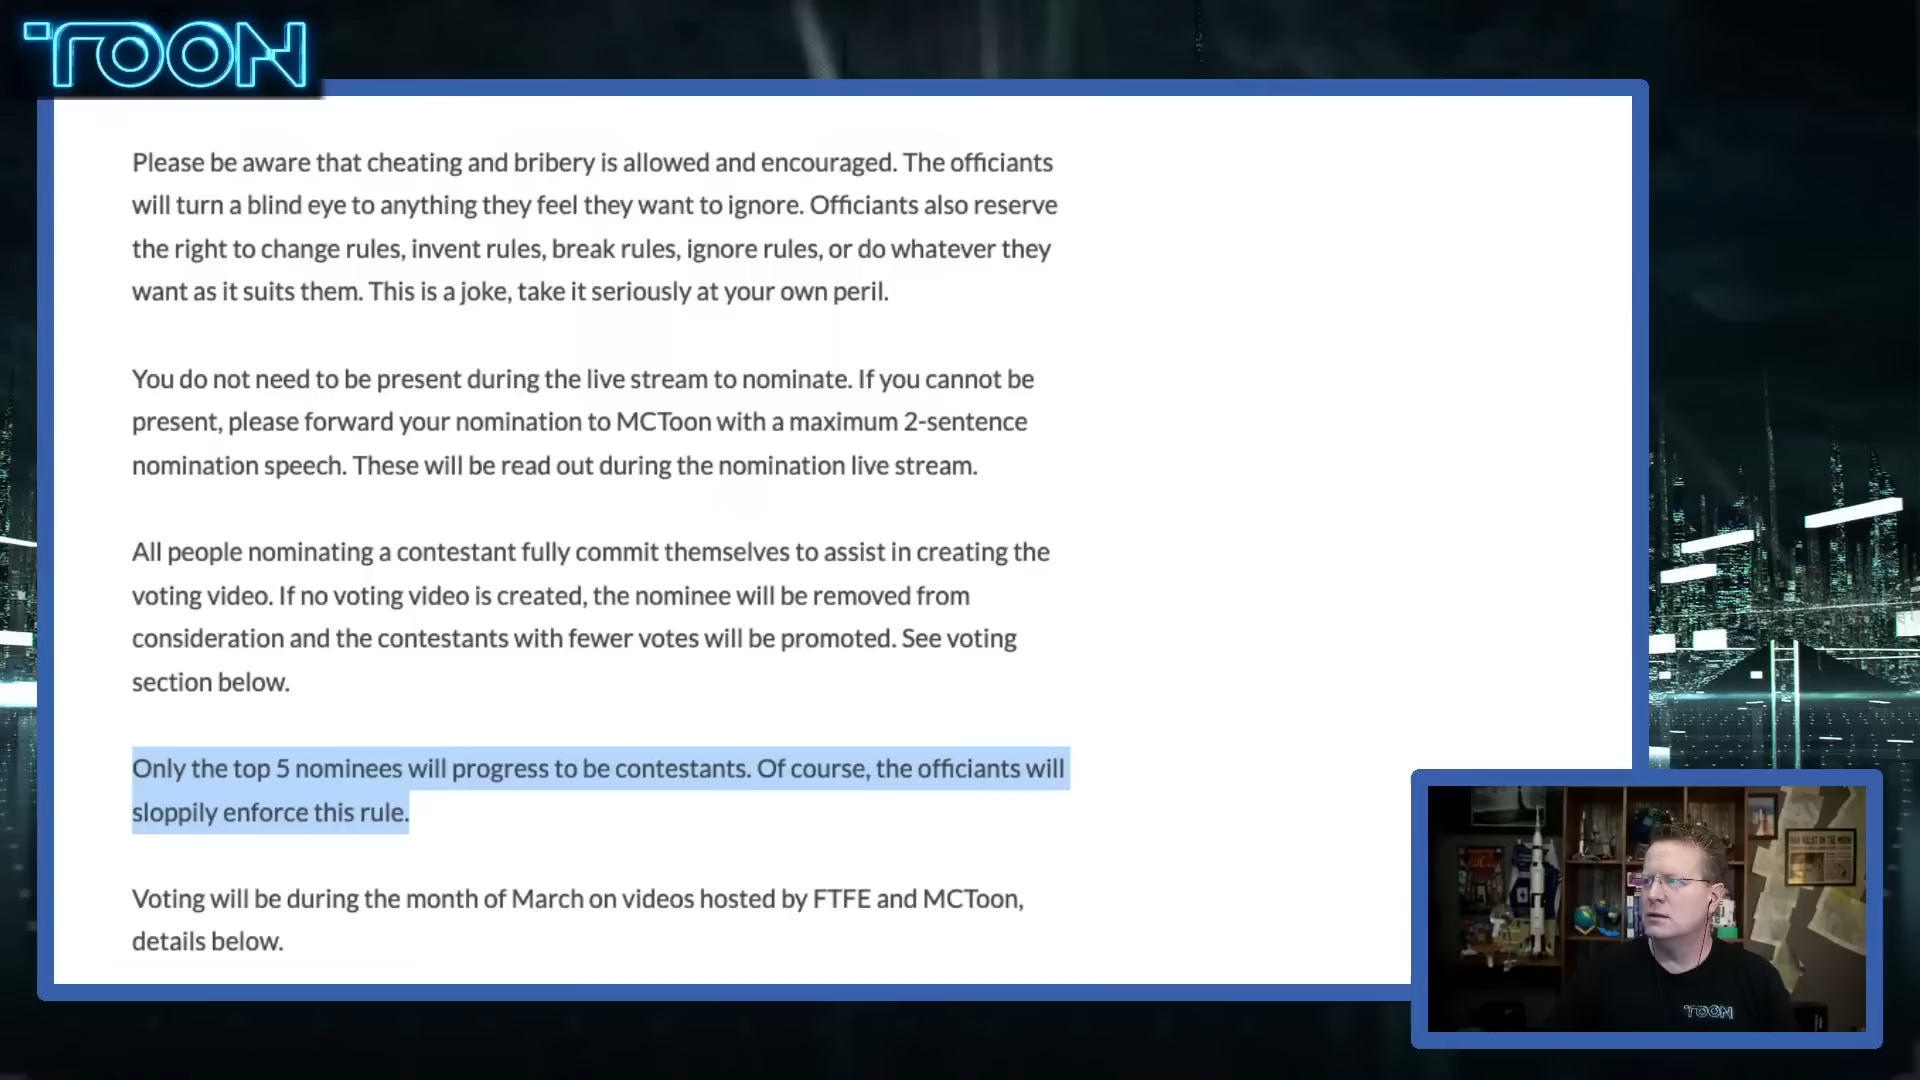 TOON
Please be aware that cheating and bribery is allowed and encouraged. The officiants
will turn a blind eye to anything they feel they want to ignore. Officiants also reserve
the right to change rules, invent rules, break rules, ignore rules, or do whatever they
want as it suits them. This is a joke, take it seriously at your own peril.
You do not need to be present during the live stream to nominate. If you cannot be
present, please forward your nomination to MCToon with a maximum 2-sentence
nomination speech. These will be read out during the nomination live stream.
All people nominating a contestant fully commit themselves to assist in creating the
voting video. If no voting video is created, the nominee will be removed from
consideration and the contestants with fewer votes will be promoted. See voting
section below.
Only the top 5 nominees will progress to be contestants. Of course, the officiants will
sloppily enforce this rule.
Voting will be during the month of March on videos hosted by FTFE and MCToon,
details below.
TOON